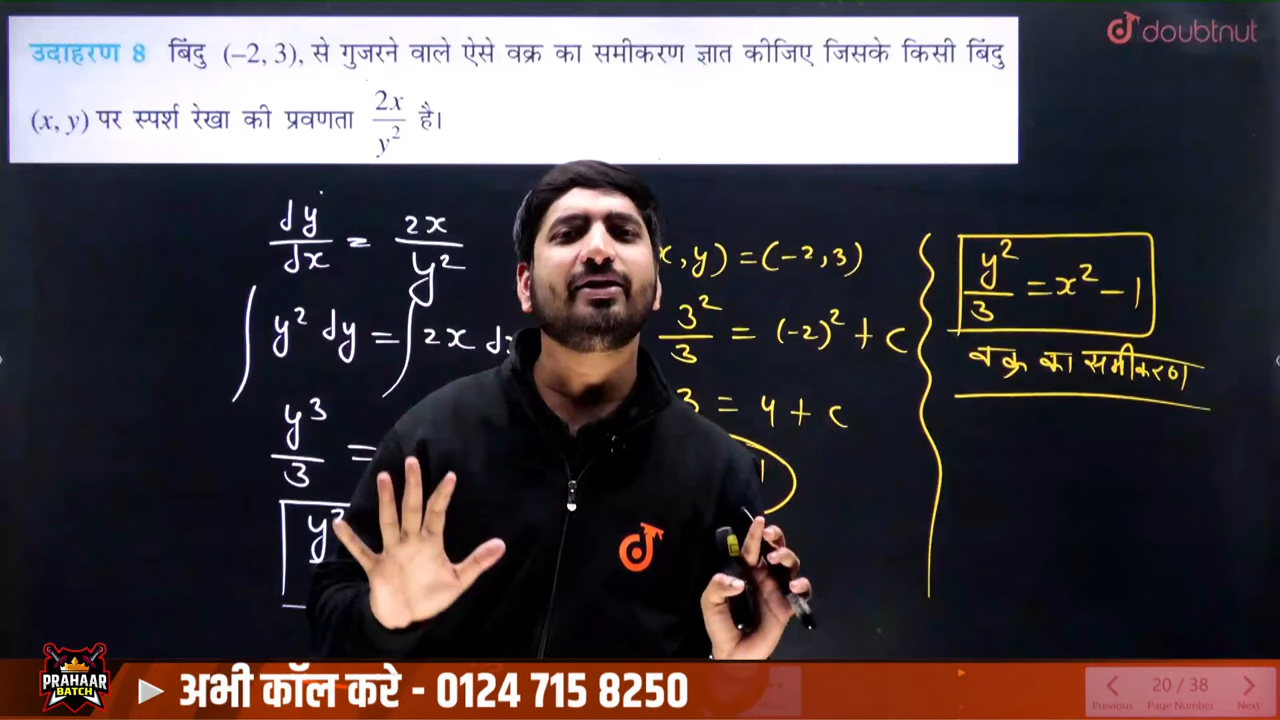 उदाहरण 8 बिंदु (–2, 3), से गुजरने वाले ऐसे वक्र का समीकरण ज्ञात कीजिए जिसके किसी बिंदु
(x, y) पर स्पर्श रेखा की प्रवणता 2x/y² है।
doubtnut
dy/dx = 2x/y²
∫ y² dy = ∫ 2x d
y³/3 =
y²
x, y) = (-2, 3)
3²/3 = (-2)² + c
3 = 4 + c
1
y²/3 = x² - 1
वक्र का समीकरण
PRAHAAR
BATCH
अभी कॉल करे - 0124 715 8250
20 / 38
Previous Page Number Next